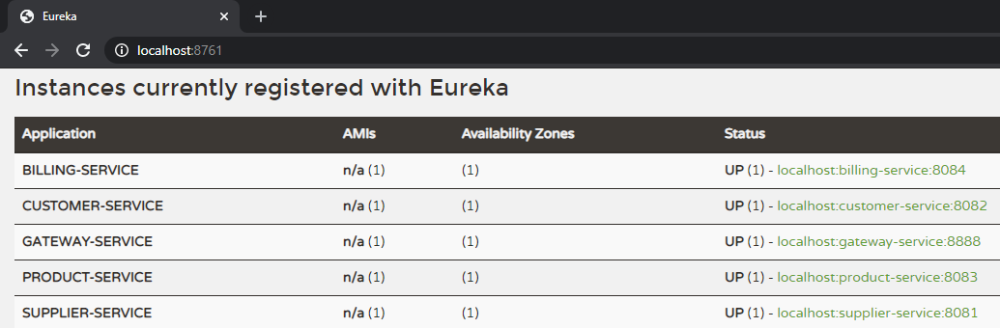 Eureka
localhost:8761
Instances currently registered with Eureka
Application AMIs Availability Zones Status
BILLING-SERVICE n/a (1) (1) UP (1) - localhost:billing-service:8084
CUSTOMER-SERVICE n/a (1) (1) UP (1) - localhost:customer-service:8082
GATEWAY-SERVICE n/a (1) (1) UP (1) - localhost:gateway-service:8888
PRODUCT-SERVICE n/a (1) (1) UP (1) - localhost:product-service:8083
SUPPLIER-SERVICE n/a (1) (1) UP (1) - localhost:supplier-service:8081